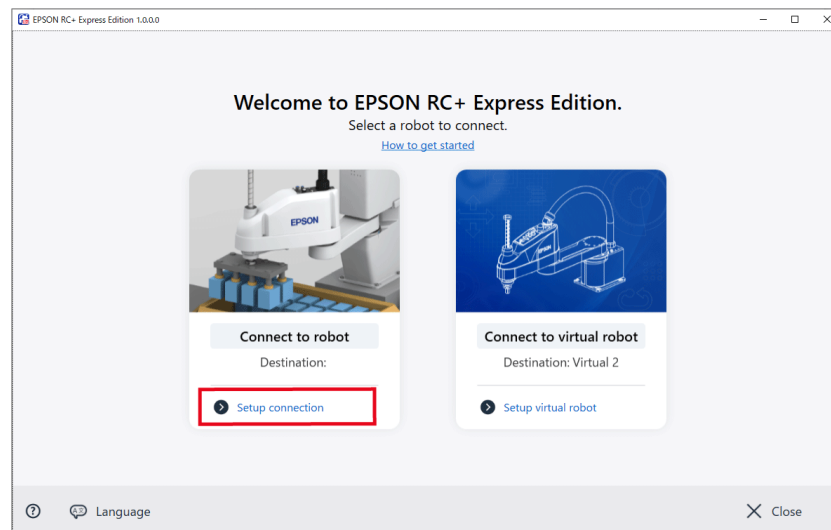 EPSON RC+ Express Edition 1.0.0.0
Welcome to EPSON RC+ Express Edition.
Select a robot to connect.
How to get started
EPSON
Connect to robot
Destination:
Setup connection
EPSON
Connect to virtual robot
Destination: Virtual 2
Setup virtual robot
Language
Close